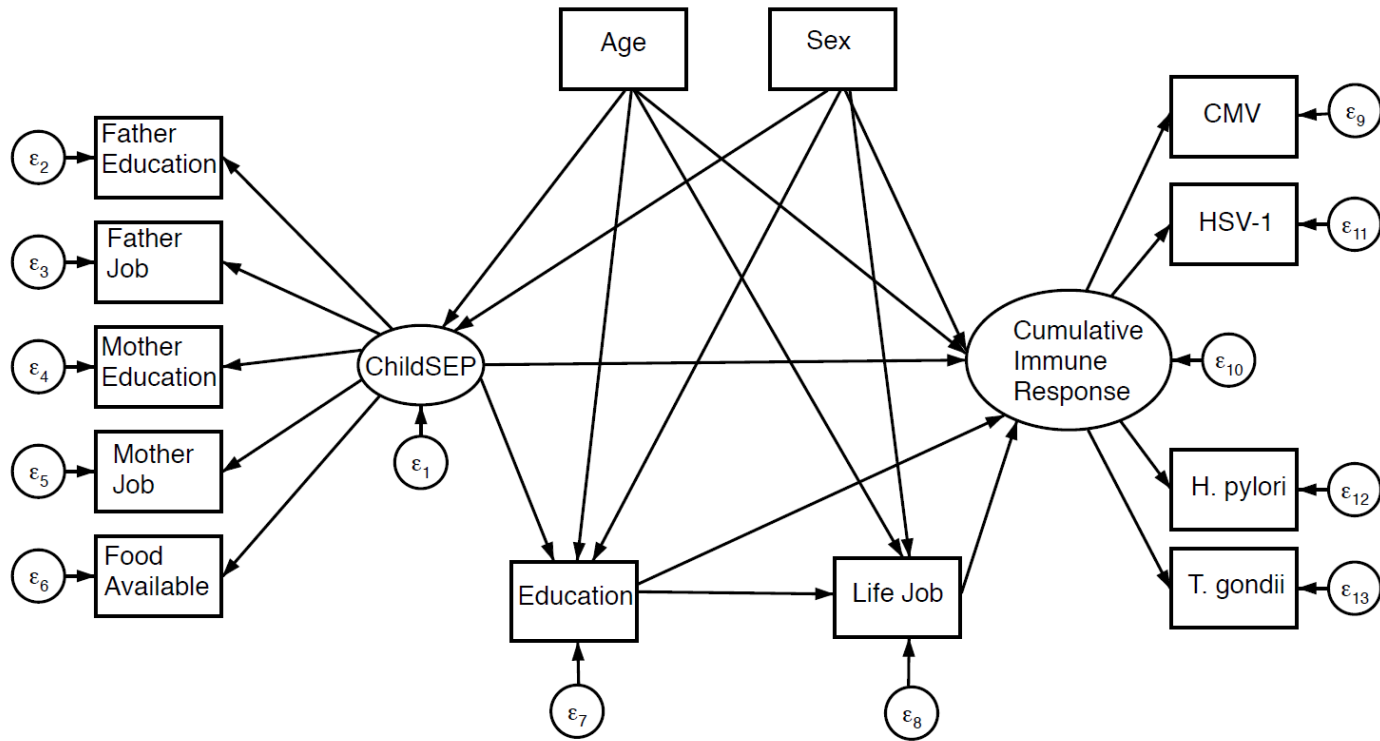 Age
Sex
CMV
ε9
Father
Education
ε2
HSV-1
ε11
Father
Job
ε3
Cumulative
Immune
Response
ε10
Mother
Education
ε4
ChildSEP
ε1
Mother
Job
ε5
H. pylori
ε12
Food
Available
ε6
Education
Life Job
T. gondii
ε13
ε7
ε8